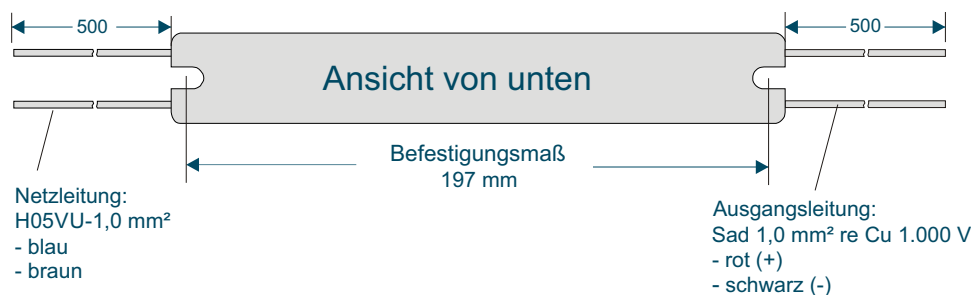 500
500
Ansicht von unten
Befestigungsmaß
197 mm
Netzleitung:
H05VU-1,0 mm²
- blau
- braun
Ausgangsleitung:
Sad 1,0 mm² re Cu 1.000 V
- rot (+)
- schwarz (-)